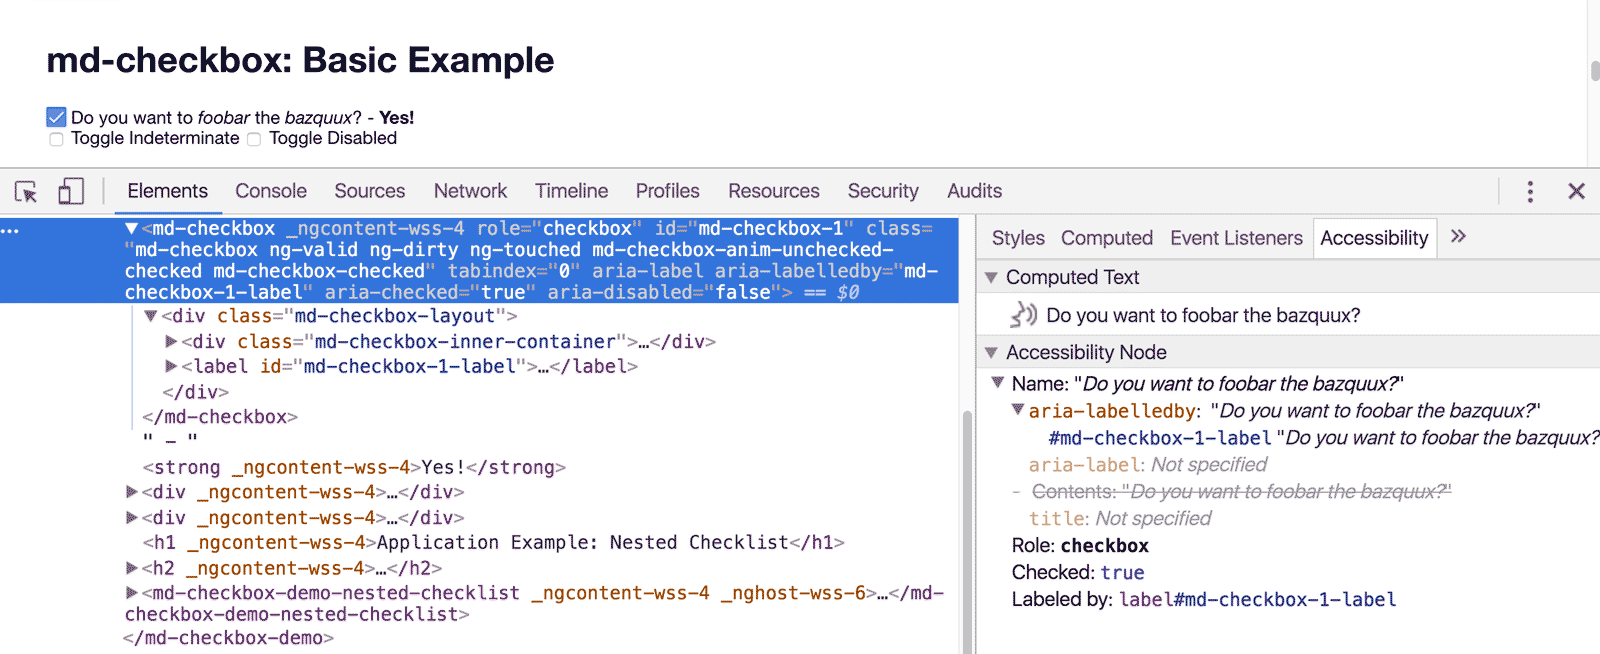 md-checkbox: Basic Example
Do you want to foobar the bazquux? - Yes!
Toggle Indeterminate Toggle Disabled
Elements Console Sources Network Timeline Profiles Resources Security Audits
<md-checkbox _ngcontent-wss-4 role="checkbox" id="md-checkbox-1" class=
"md-checkbox ng-valid ng-dirty ng-touched md-checkbox-anim-unchecked-
checked md-checkbox-checked" tabindex="0" aria-label aria-labelledby="md-
checkbox-1-label" aria-checked="true" aria-disabled="false"> == $0
<div class="md-checkbox-layout">
<div class="md-checkbox-inner-container">…</div>
<label id="md-checkbox-1-label">…</label>
</div>
</md-checkbox>
" – "
<strong _ngcontent-wss-4>Yes!</strong>
<div _ngcontent-wss-4>…</div>
<div _ngcontent-wss-4>…</div>
<h1 _ngcontent-wss-4>Application Example: Nested Checklist</h1>
<h2 _ngcontent-wss-4>…</h2>
<md-checkbox-demo-nested-checklist _ngcontent-wss-4 _nghost-wss-6>…</md-
checkbox-demo-nested-checklist>
</md-checkbox-demo>
Styles Computed Event Listeners Accessibility »
Computed Text
Do you want to foobar the bazquux?
Accessibility Node
Name: "Do you want to foobar the bazquux?"
aria-labelledby: "Do you want to foobar the bazquux?"
#md-checkbox-1-label "Do you want to foobar the bazquux?
aria-label: Not specified
- Contents: "Do you want to foobar the bazquux?"
title: Not specified
Role: checkbox
Checked: true
Labeled by: label#md-checkbox-1-label